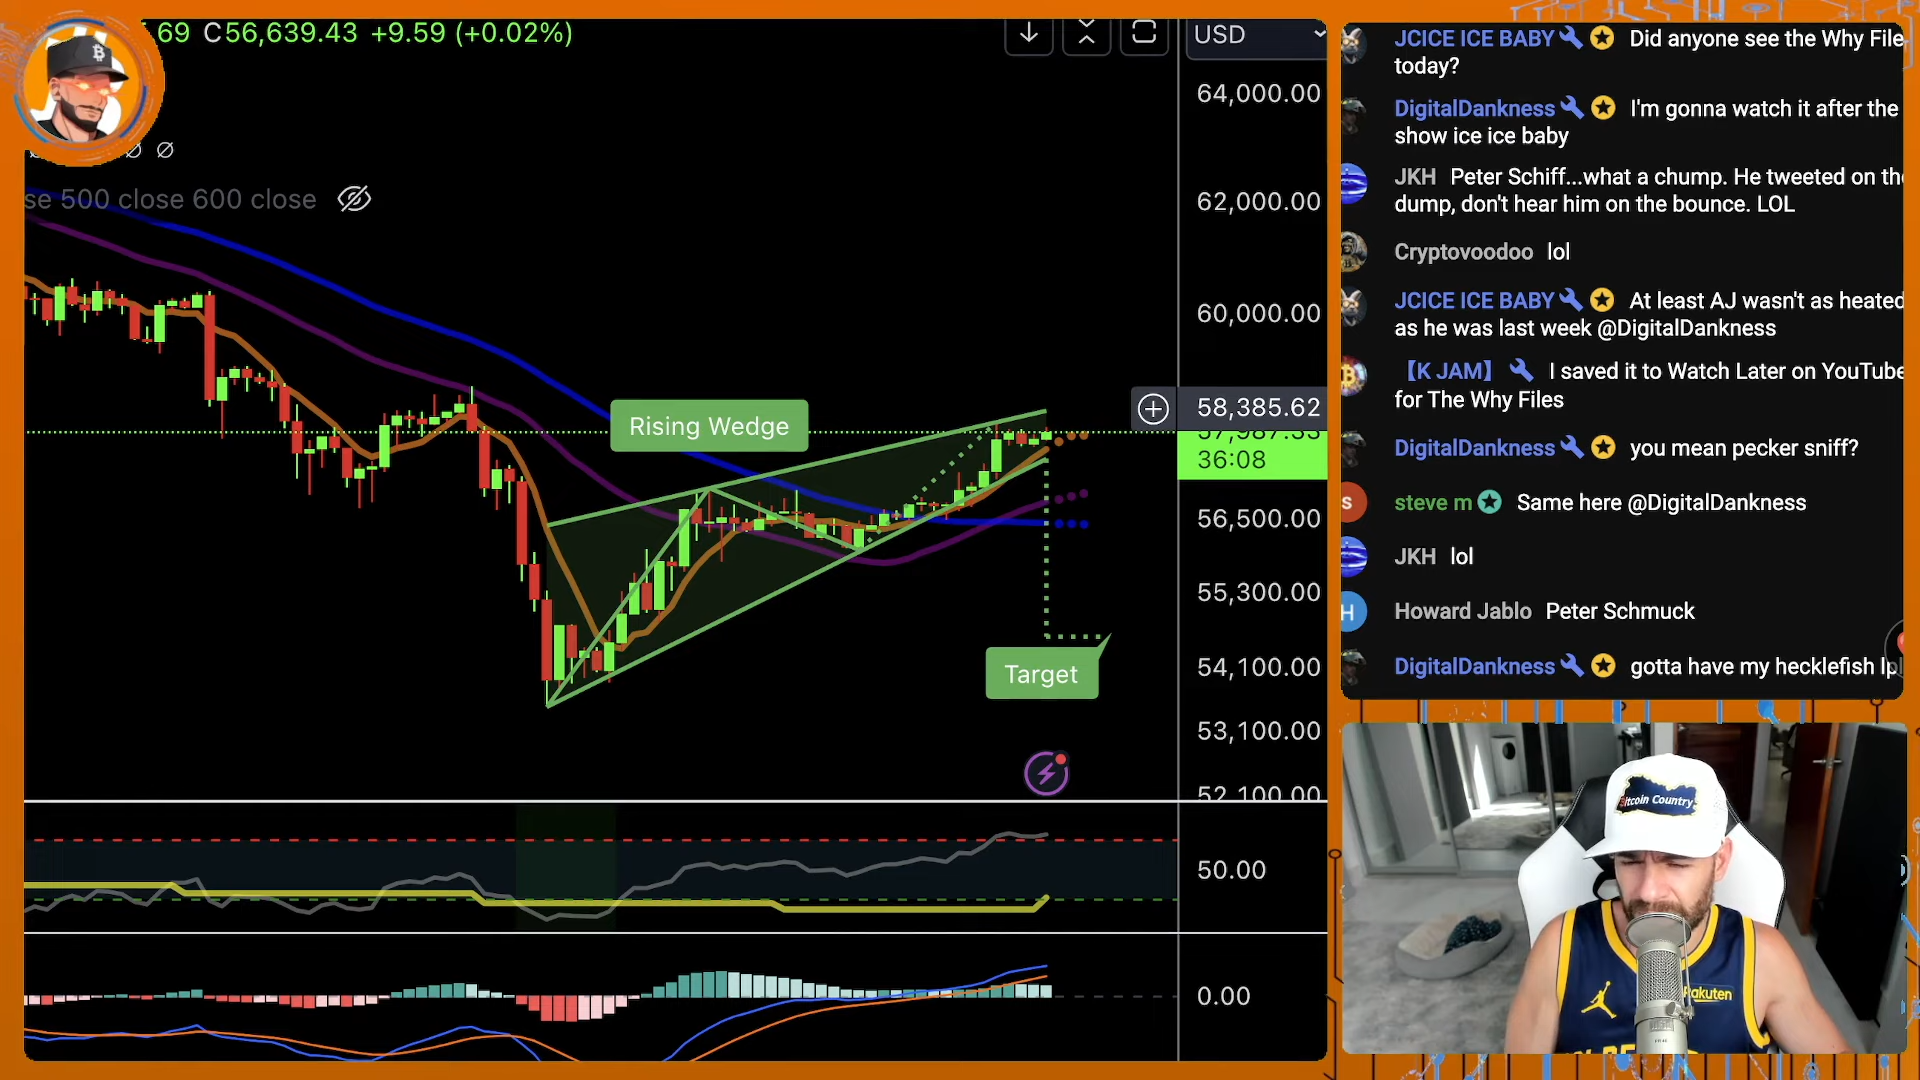 69 C56,639.43 +9.59 (+0.02%)
USD
64,000.00
500 close 600 close
62,000.00
60,000.00
58,385.62
57,987.33
36:08
Rising Wedge
56,500.00
55,300.00
54,100.00
Target
53,100.00
52,100.00
50.00
0.00
JCICE ICE BABY Did anyone see the Why File
today?
DigitalDankness I'm gonna watch it after the
show ice ice baby
JKH Peter Schiff...what a chump. He tweeted on the
dump, don't hear him on the bounce. LOL
Cryptovoodoo lol
JCICE ICE BABY At least AJ wasn't as heated
as he was last week @DigitalDankness
【K JAM】 I saved it to Watch Later on YouTube
for The Why Files
DigitalDankness you mean pecker sniff?
S steve m Same here @DigitalDankness
JKH lol
H Howard Jablo Peter Schmuck
DigitalDankness gotta have my hecklefish lp
Bitcoin Country
Rakuten